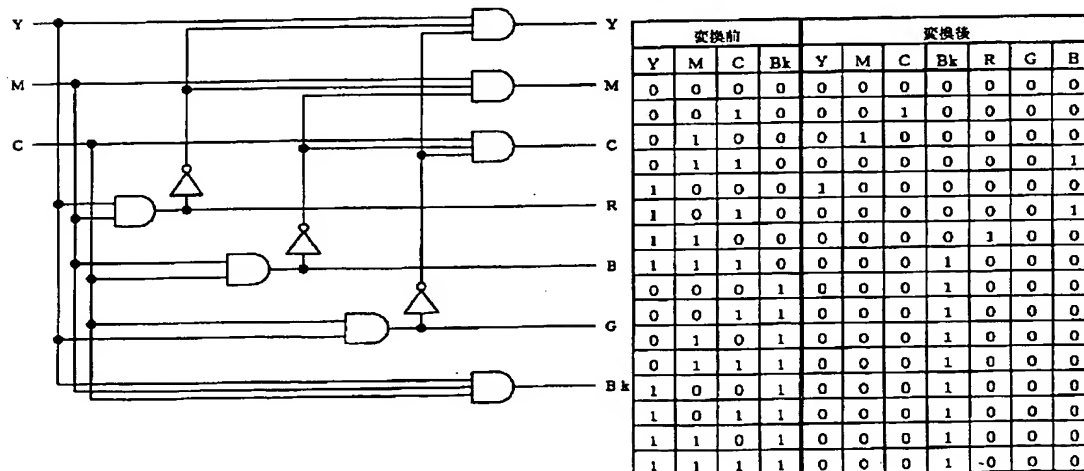 Y Y
M M
C C
R
B
G
Bk
変換前 変換後
Y M C Bk Y M C Bk R G B
0 0 0 0 0 0 0 0 0 0 0
0 0 1 0 0 0 1 0 0 0 0
0 1 0 0 0 1 0 0 0 0 0
0 1 1 0 0 0 0 0 0 0 1
1 0 0 0 1 0 0 0 0 0 0
1 0 1 0 0 0 0 0 0 0 1
1 1 0 0 0 0 0 0 1 0 0
1 1 1 0 0 0 0 1 0 0 0
0 0 0 1 0 0 0 1 0 0 0
0 0 1 1 0 0 0 1 0 0 0
0 1 0 1 0 0 0 1 0 0 0
0 1 1 1 0 0 0 1 0 0 0
1 0 0 1 0 0 0 1 0 0 0
1 0 1 1 0 0 0 1 0 0 0
1 1 0 1 0 0 0 1 0 0 0
1 1 1 1 0 0 0 1 0 0 0